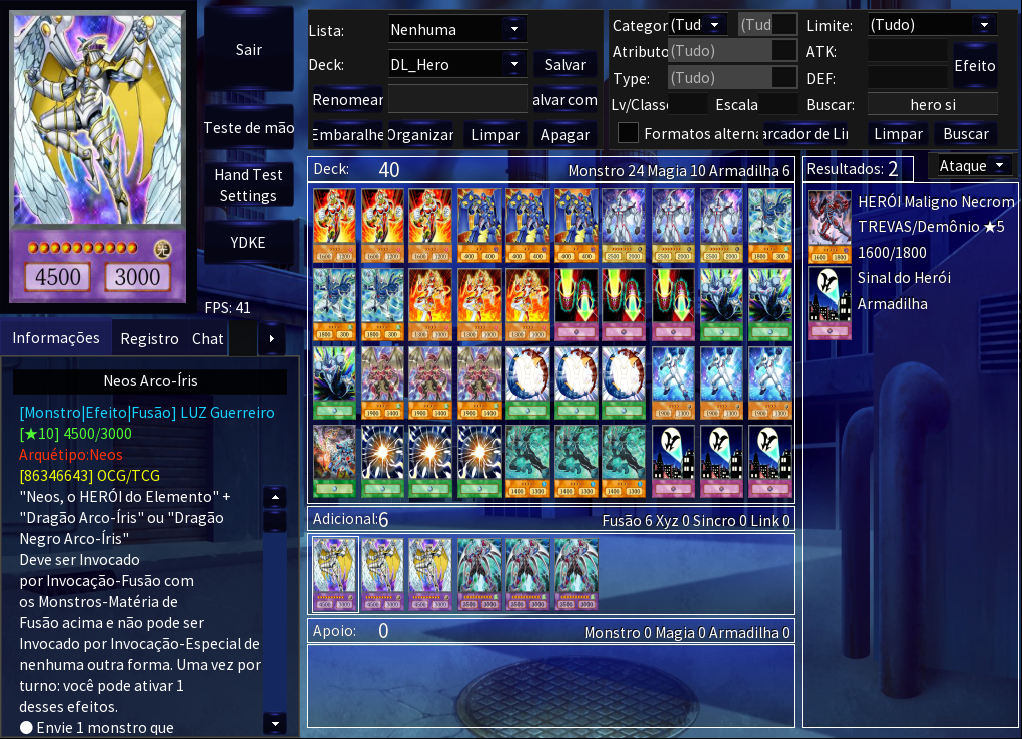 4500 3000
Sair
Teste de mão
Hand Test
Settings
YDKE
FPS: 41
Lista: Nenhuma
Deck: DL_Hero Salvar
Renomear alvar com
Embaralhe Organizar Limpar Apagar
Categor (Tud (Tud Limite: (Tudo)
Atributo (Tudo) ATK:
Efeito
Type: (Tudo) DEF:
Lv/Classe Escala Buscar: hero si
Formatos alterna arcador de Lin Limpar Buscar
Deck: 40 Monstro 24 Magia 10 Armadilha 6
Resultados: 2 Ataque
HERÓI Maligno Necrom
TREVAS/Demônio ★5
1600/1800
Sinal do Herói
Armadilha
Informações Registro Chat
Neos Arco-Íris
[Monstro|Efeito|Fusão] LUZ Guerreiro
[★10] 4500/3000
Arquétipo:Neos
[86346643] OCG/TCG
"Neos, o HERÓI do Elemento" +
"Dragão Arco-Íris" ou "Dragão
Negro Arco-Íris"
Deve ser Invocado
por Invocação-Fusão com
os Monstros-Matéria de
Fusão acima e não pode ser
Invocado por Invocação-Especial de
nenhuma outra forma. Uma vez por
turno: você pode ativar 1
desses efeitos.
● Envie 1 monstro que
Adicional: 6 Fusão 6 Xyz 0 Sincro 0 Link 0
Apoio: 0 Monstro 0 Magia 0 Armadilha 0